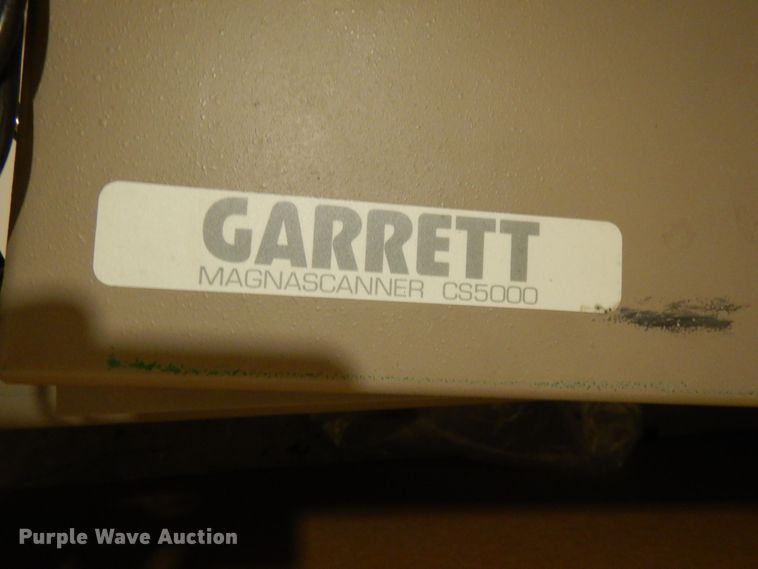 GARRETT
MAGNASCANNER CS5000
Purple Wave Auction